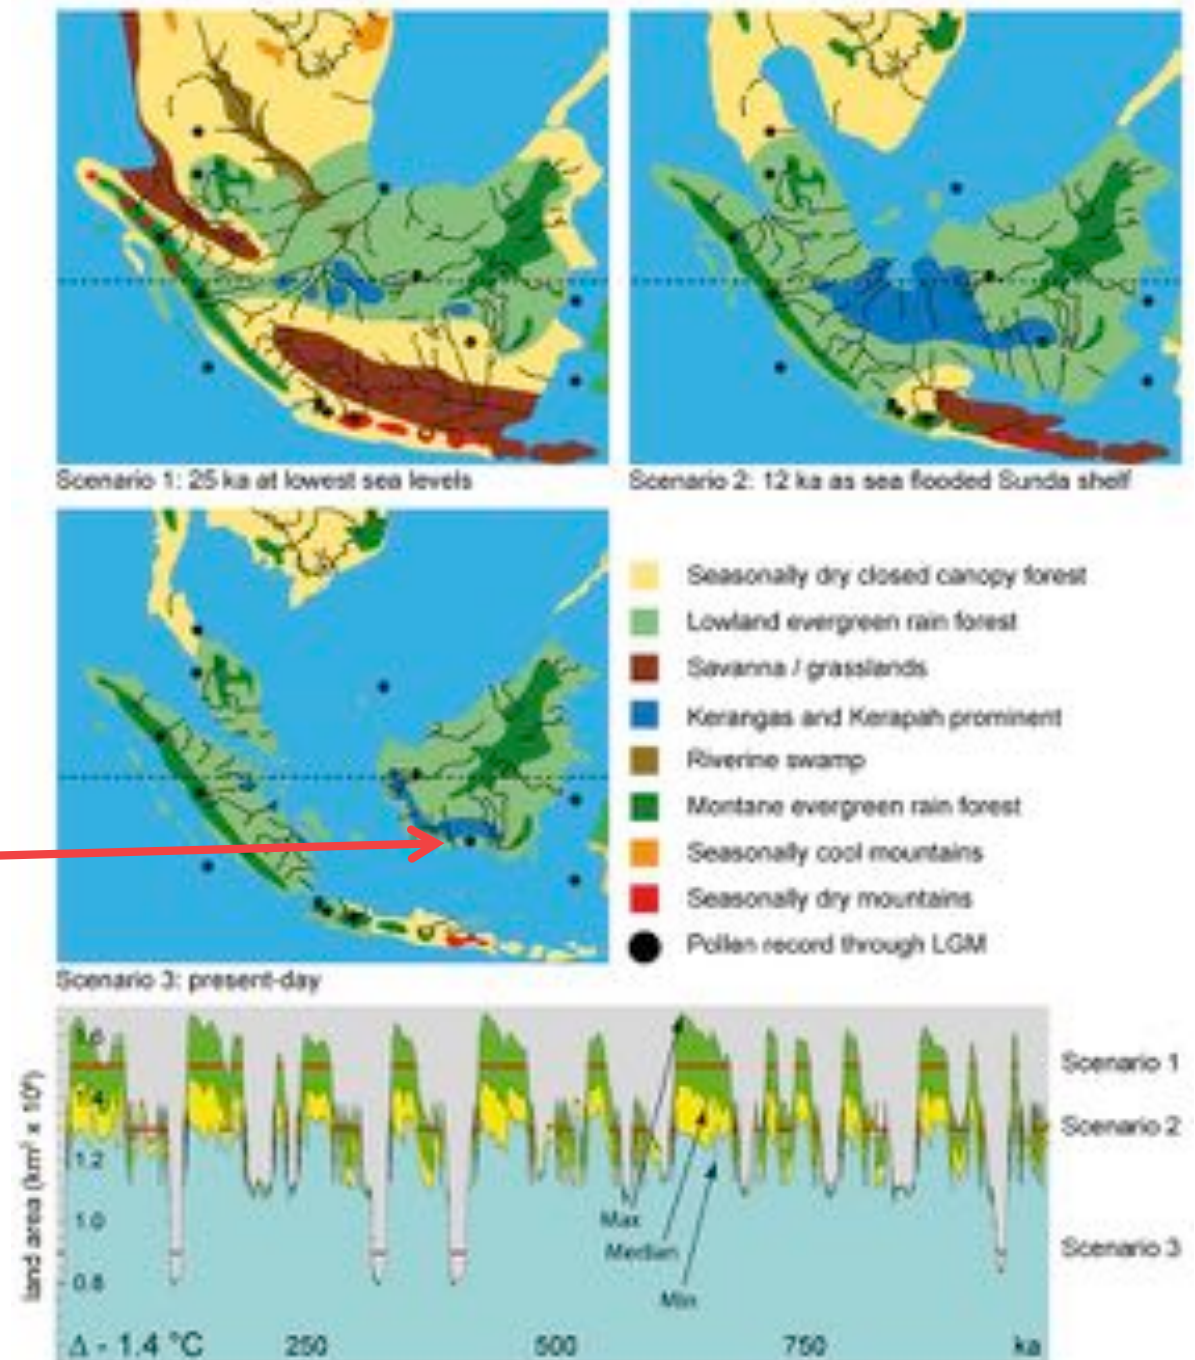 Scenario 1: 25 ka at lowest sea levels
Scenario 2: 12 ka as sea flooded Sunda shelf
Seasonally dry closed canopy forest
Lowland evergreen rain forest
Savanna / grasslands
Kerangas and Kerapah prominent
Riverine swamp
Montane evergreen rain forest
Seasonally cool mountains
Seasonally dry mountains
Pollen record through LGM
Scenario 3: present-day
land area (km² x 10⁶)
1.6
1.4
1.2
1.0
0.8
Scenario 1
Scenario 2
Scenario 3
Max
Median
Min
Δ - 1.4 °C 250 500 750 ka